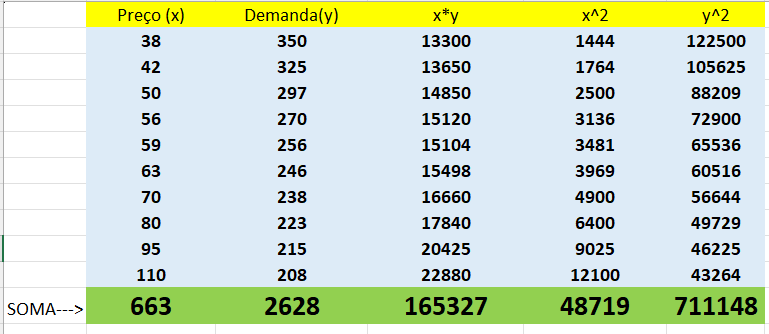 Preço (x) Demanda(y) x*y x^2 y^2
38 350 13300 1444 122500
42 325 13650 1764 105625
50 297 14850 2500 88209
56 270 15120 3136 72900
59 256 15104 3481 65536
63 246 15498 3969 60516
70 238 16660 4900 56644
80 223 17840 6400 49729
95 215 20425 9025 46225
110 208 22880 12100 43264
SOMA---> 663 2628 165327 48719 711148